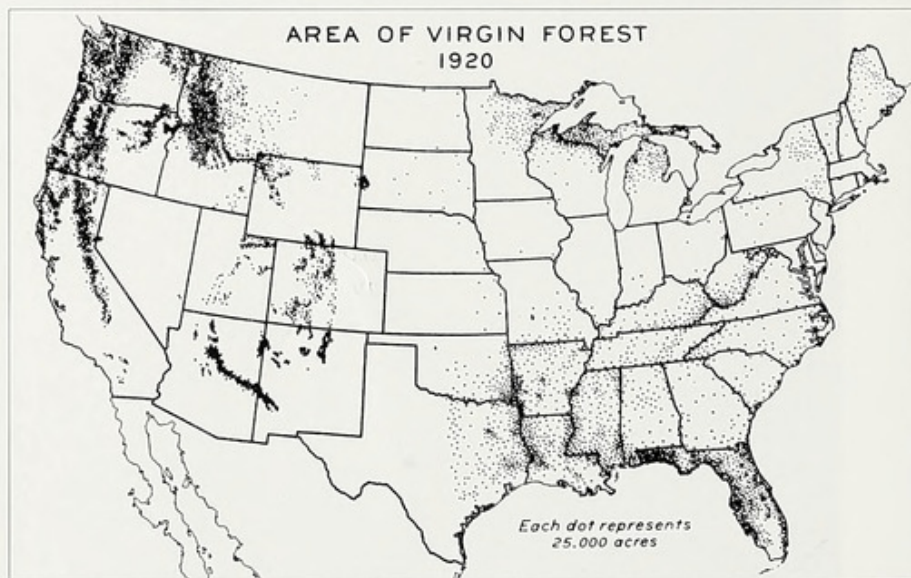 AREA OF VIRGIN FOREST
1920
Each dot represents
25,000 acres